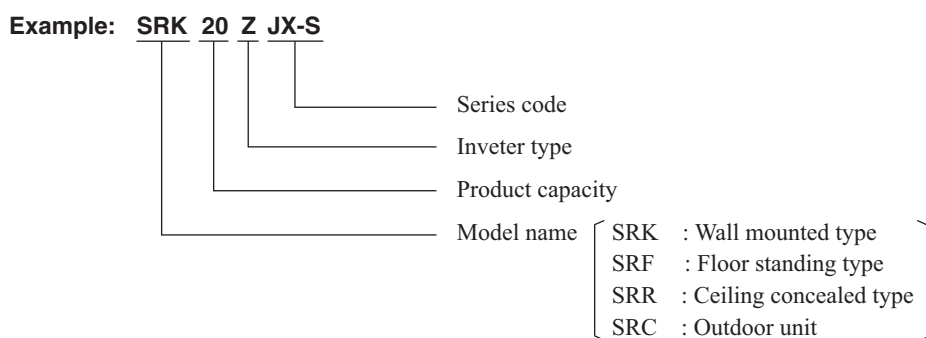 Example: SRK 20 Z JX-S
Series code
Inveter type
Product capacity
Model name SRK : Wall mounted type
SRF : Floor standing type
SRR : Ceiling concealed type
SRC : Outdoor unit